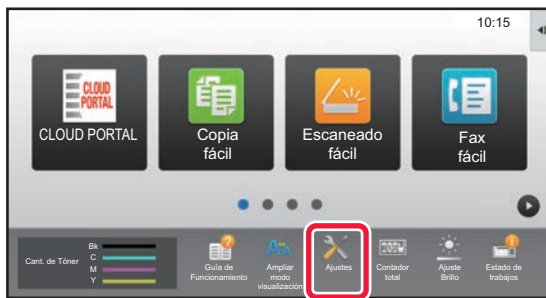 10:15
CLOUD
PORTAL
CLOUD PORTAL
Copia
fácil
Escaneado
fácil
Fax
fácil
Cant. de Tóner
Bk
C
M
Y
Guía de
Funcionamiento
Ampliar
modo
visualización
Ajustes
Contador
total
Ajuste
Brillo
Estado de
trabajos